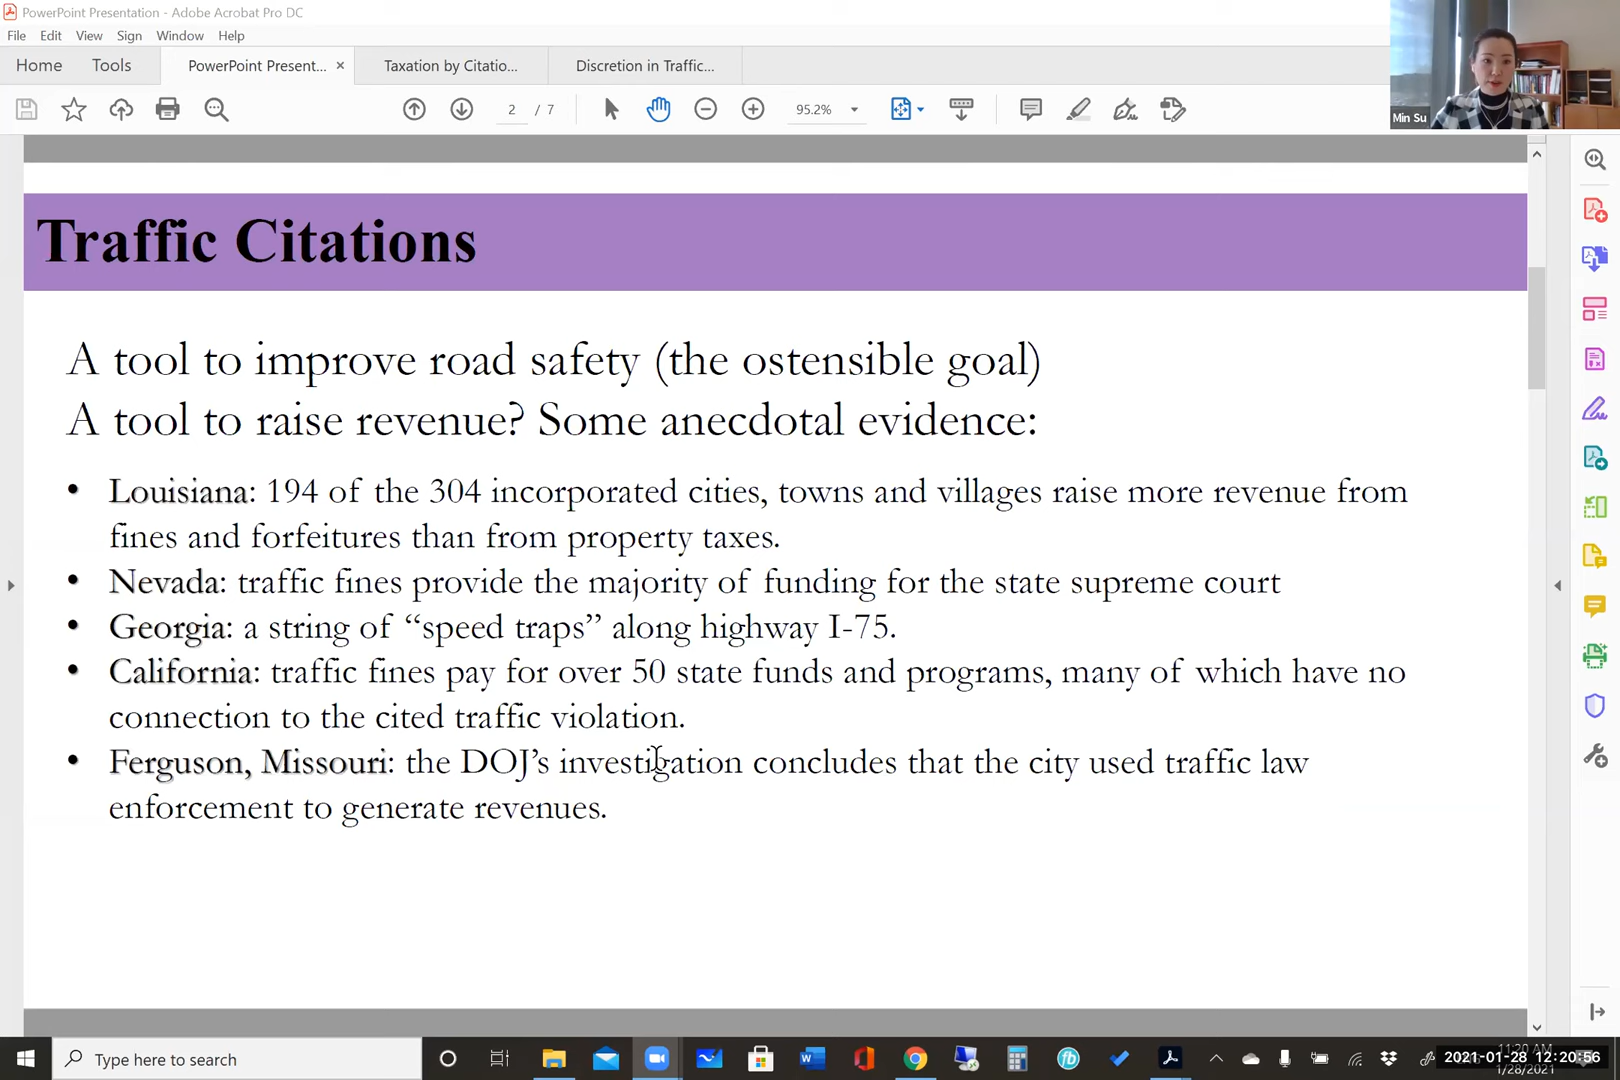 PowerPoint Presentation - Adobe Acrobat Pro DC
File Edit View Sign Window Help
Home Tools PowerPoint Present... × Taxation by Citatio... Discretion in Traffic...
2 / 7 95.2%
Min Su
Traffic Citations
A tool to improve road safety (the ostensible goal)
A tool to raise revenue? Some anecdotal evidence:
• Louisiana: 194 of the 304 incorporated cities, towns and villages raise more revenue from
fines and forfeitures than from property taxes.
• Nevada: traffic fines provide the majority of funding for the state supreme court
• Georgia: a string of “speed traps” along highway I-75.
• California: traffic fines pay for over 50 state funds and programs, many of which have no
connection to the cited traffic violation.
• Ferguson, Missouri: the DOJ’s investigation concludes that the city used traffic law
enforcement to generate revenues.
Type here to search
11:20 AM
2021-01-28 12:20:56
1/28/2021